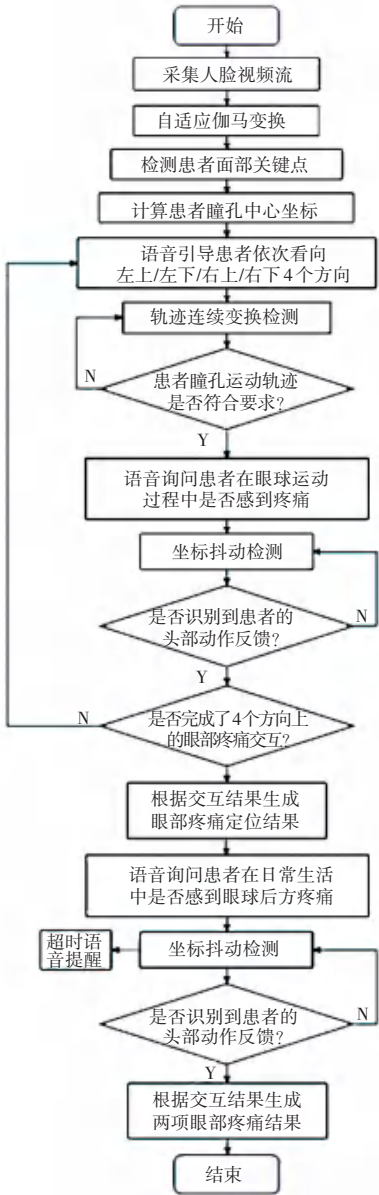 开始
采集人脸视频流
自适应伽马变换
检测患者面部关键点
计算患者瞳孔中心坐标
语音引导患者依次看向
左上/左下/右上/右下4个方向
轨迹连续变换检测
N
患者瞳孔运动轨迹
是否符合要求?
Y
语音询问患者在眼球运动
过程中是否感到疼痛
坐标抖动检测
是否识别到患者的
头部动作反馈?
N
Y
N
是否完成了4个方向上
的眼部疼痛交互?
根据交互结果生成
眼部疼痛定位结果
语音询问患者在日常生活
中是否感到眼球后方疼痛
超时语
音提醒
坐标抖动检测
是否识别到患者的
头部动作反馈?
N
Y
根据交互结果生成
两项眼部疼痛结果
结束